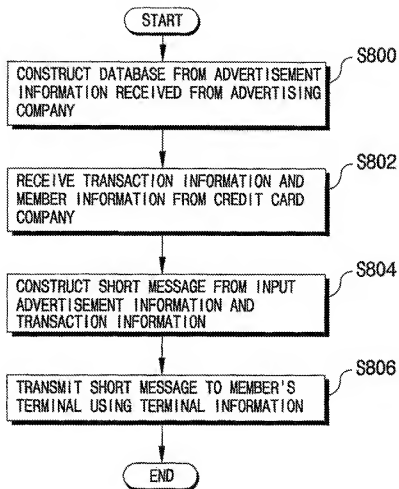 START
S800
CONSTRUCT DATABASE FROM ADVERTISEMENT
INFORMATION RECEIVED FROM ADVERTISING
COMPANY
S802
RECEIVE TRANSACTION INFORMATION AND
MEMBER INFORMATION FROM CREDIT CARD
COMPANY
S804
CONSTRUCT SHORT MESSAGE FROM INPUT
ADVERTISEMENT INFORMATION AND
TRANSACTION INFORMATION
S806
TRANSMIT SHORT MESSAGE TO MEMBER'S
TERMINAL USING TERMINAL INFORMATION
END